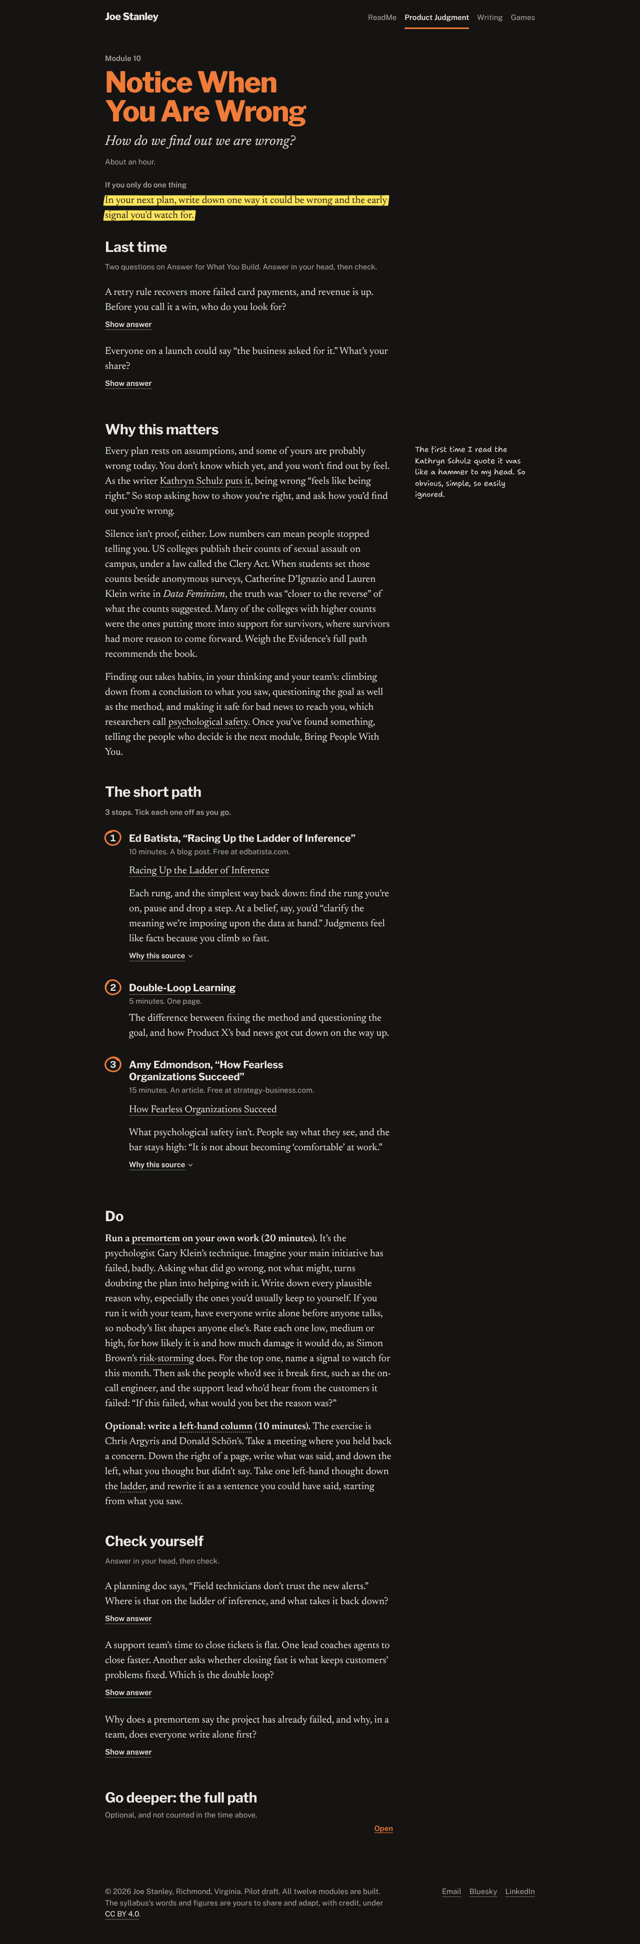 Joe Stanley
ReadMe Product Judgment Writing Games
Module 10
Notice When
You Are Wrong
How do we find out we are wrong?
About an hour.
If you only do one thing
In your next plan, write down one way it could be wrong and the early
signal you'd watch for.
Last time
Two questions on Answer for What You Build. Answer in your head, then check.
A retry rule recovers more failed card payments, and revenue is up.
Before you call it a win, who do you look for?
Show answer
Everyone on a launch could say “the business asked for it.” What's your
share?
Show answer
Why this matters
Every plan rests on assumptions, and some of yours are probably
wrong today. You don't know which yet, and you won't find out by feel.
As the writer Kathryn Schulz puts it, being wrong “feels like being
right.” So stop asking how to show you're right, and ask how you'd find
out you're wrong.
The first time I read the
Kathryn Schulz quote it was
like a hammer to my head. So
obvious, simple, so easily
ignored.
Silence isn't proof, either. Low numbers can mean people stopped
telling you. US colleges publish their counts of sexual assault on
campus, under a law called the Clery Act. When students set those
counts beside anonymous surveys, Catherine D'Ignazio and Lauren
Klein write in Data Feminism, the truth was “closer to the reverse” of
what the counts suggested. Many of the colleges with higher counts
were the ones putting more into support for survivors, where survivors
had more reason to come forward. Weigh the Evidence's full path
recommends the book.
Finding out takes habits, in your thinking and your team's: climbing
down from a conclusion to what you saw, questioning the goal as well
as the method, and making it safe for bad news to reach you, which
researchers call psychological safety. Once you've found something,
telling the people who decide is the next module, Bring People With
You.
The short path
3 stops. Tick each one off as you go.
1 Ed Batista, “Racing Up the Ladder of Inference”
10 minutes. A blog post. Free at edbatista.com.
Racing Up the Ladder of Inference
Each rung, and the simplest way back down: find the rung you're
on, pause and drop a step. At a belief, say, you'd “clarify the
meaning we're imposing upon the data at hand.” Judgments feel
like facts because you climb so fast.
Why this source
2 Double-Loop Learning
5 minutes. One page.
The difference between fixing the method and questioning the
goal, and how Product X's bad news got cut down on the way up.
3 Amy Edmondson, “How Fearless
Organizations Succeed”
15 minutes. An article. Free at strategy-business.com.
How Fearless Organizations Succeed
What psychological safety isn't. People say what they see, and the
bar stays high: “It is not about becoming ‘comfortable’ at work.”
Why this source
Do
Run a premortem on your own work (20 minutes). It's the
psychologist Gary Klein's technique. Imagine your main initiative has
failed, badly. Asking what did go wrong, not what might, turns
doubting the plan into helping with it. Write down every plausible
reason why, especially the ones you'd usually keep to yourself. If you
run it with your team, have everyone write alone before anyone talks,
so nobody's list shapes anyone else's. Rate each one low, medium or
high, for how likely it is and how much damage it would do, as Simon
Brown's risk-storming does. For the top one, name a signal to watch for
this month. Then ask the people who'd see it break first, such as the on-
call engineer, and the support lead who'd hear from the customers it
failed: “If this failed, what would you bet the reason was?”
Optional: write a left-hand column (10 minutes). The exercise is
Chris Argyris and Donald Schön's. Take a meeting where you held back
a concern. Down the right of a page, write what was said, and down the
left, what you thought but didn't say. Take one left-hand thought down
the ladder, and rewrite it as a sentence you could have said, starting
from what you saw.
Check yourself
Answer in your head, then check.
A planning doc says, “Field technicians don't trust the new alerts.”
Where is that on the ladder of inference, and what takes it back down?
Show answer
A support team's time to close tickets is flat. One lead coaches agents to
close faster. Another asks whether closing fast is what keeps customers'
problems fixed. Which is the double loop?
Show answer
Why does a premortem say the project has already failed, and why, in a
team, does everyone write alone first?
Show answer
Go deeper: the full path
Optional, and not counted in the time above.
Open
© 2026 Joe Stanley, Richmond, Virginia. Pilot draft. All twelve modules are built.
The syllabus's words and figures are yours to share and adapt, with credit, under
CC BY 4.0.
Email Bluesky LinkedIn